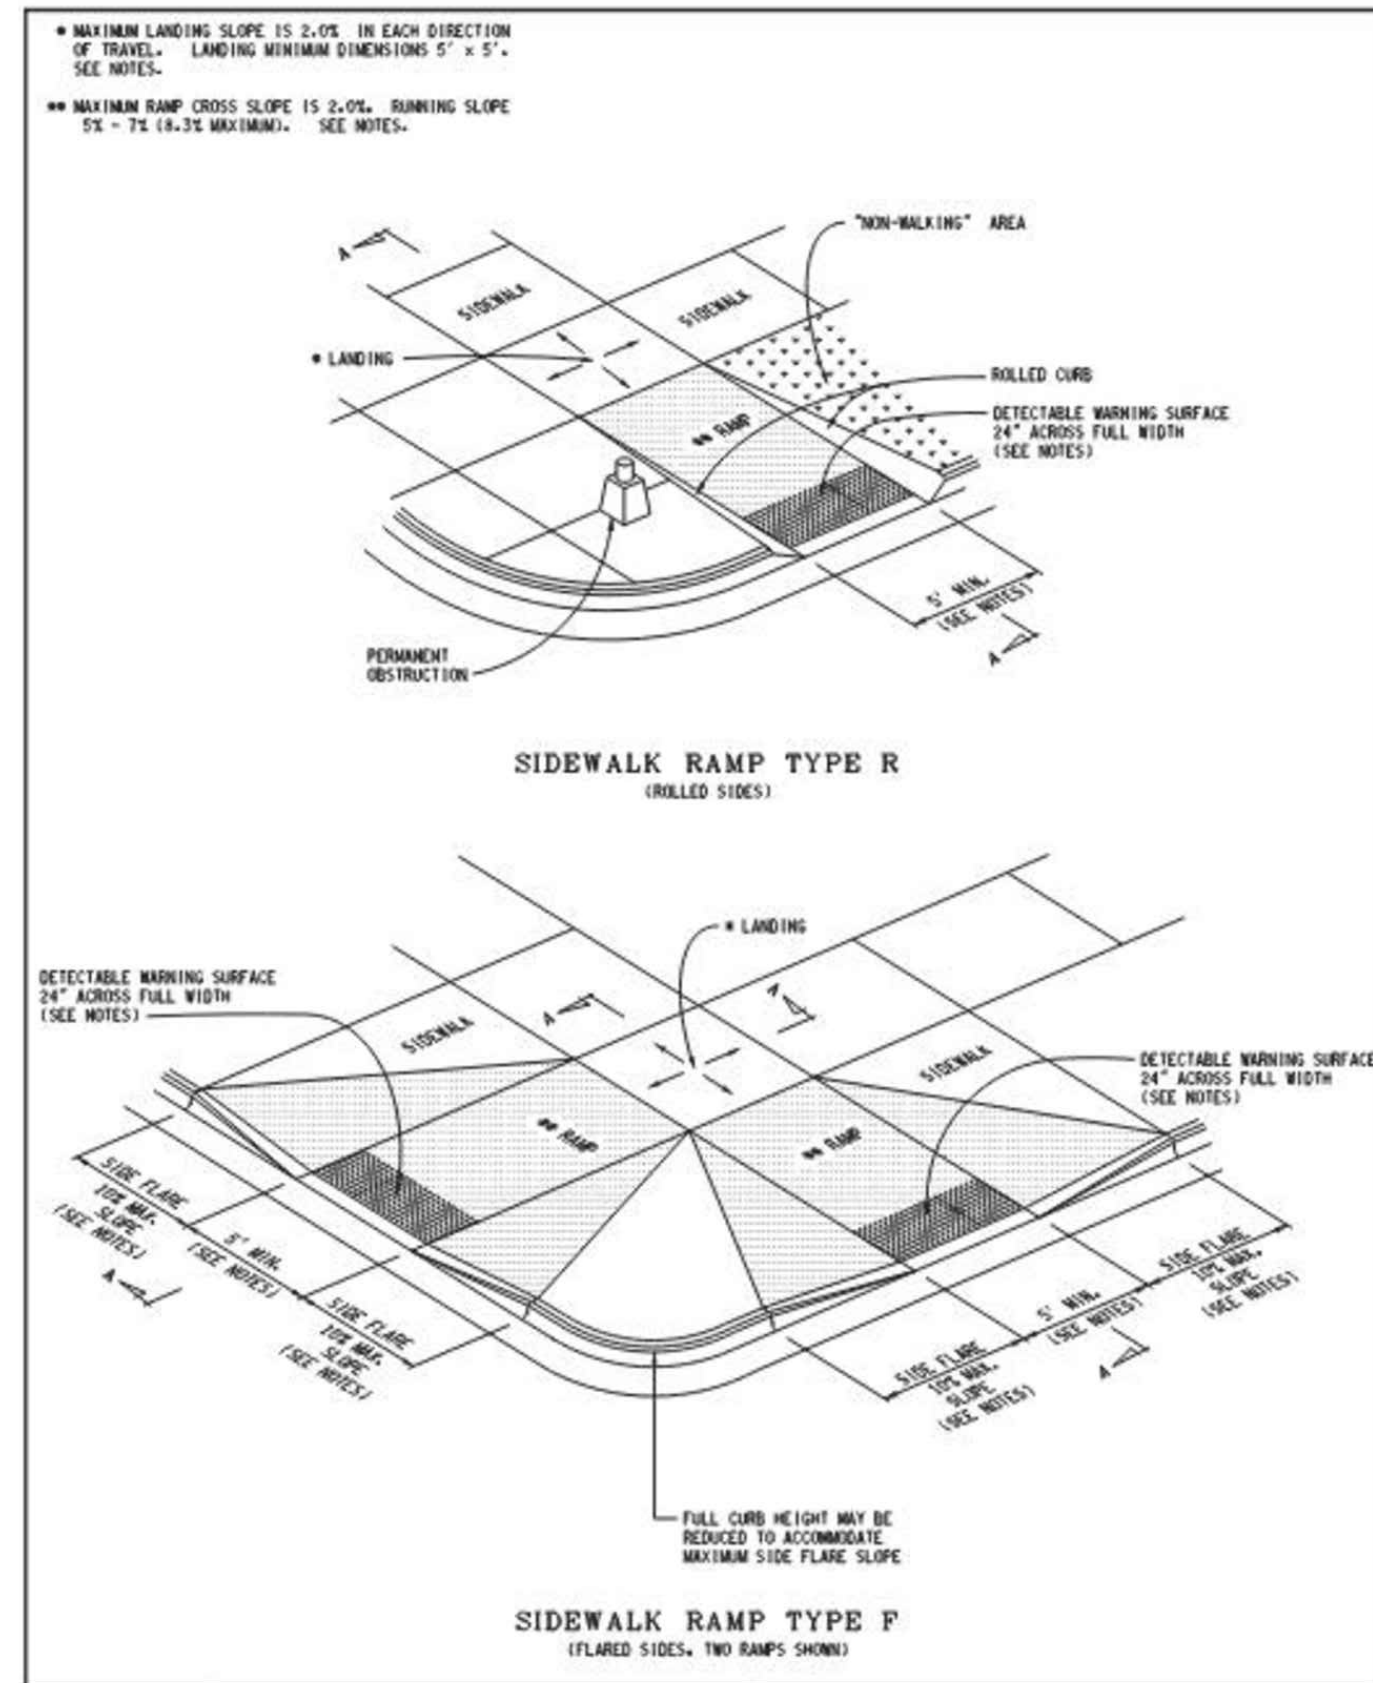 * MAXIMUM LANDING SLOPE IS 2.0% IN EACH DIRECTION
OF TRAVEL. LANDING MINIMUM DIMENSIONS 5' x 5'.
SEE NOTES.
** MAXIMUM RAMP CROSS SLOPE IS 2.0%. RUNNING SLOPE
5% - 7% (8.3% MAXIMUM). SEE NOTES.
"NON-WALKING" AREA
A
SIDEWALK
SIDEWALK
* LANDING
ROLLED CURB
** RAMP
DETECTABLE WARNING SURFACE
24" ACROSS FULL WIDTH
(SEE NOTES)
5' MIN.
(SEE NOTES)
A
PERMANENT
OBSTRUCTION
SIDEWALK RAMP TYPE R
(ROLLED SIDES)
* LANDING
DETECTABLE WARNING SURFACE
24" ACROSS FULL WIDTH
(SEE NOTES)
A
A
SIDEWALK
SIDEWALK
DETECTABLE WARNING SURFACE
24" ACROSS FULL WIDTH
(SEE NOTES)
** RAMP
** RAMP
SIDE FLARE
10% MAX.
SLOPE
(SEE NOTES)
5' MIN.
(SEE NOTES)
A
SIDE FLARE
10% MAX.
SLOPE
(SEE NOTES)
SIDE FLARE
10% MAX.
SLOPE
(SEE NOTES)
5' MIN.
(SEE NOTES)
A
SIDE FLARE
10% MAX.
SLOPE
(SEE NOTES)
FULL CURB HEIGHT MAY BE
REDUCED TO ACCOMMODATE
MAXIMUM SIDE FLARE SLOPE
SIDEWALK RAMP TYPE F
(FLARED SIDES, TWO RAMPS SHOWN)